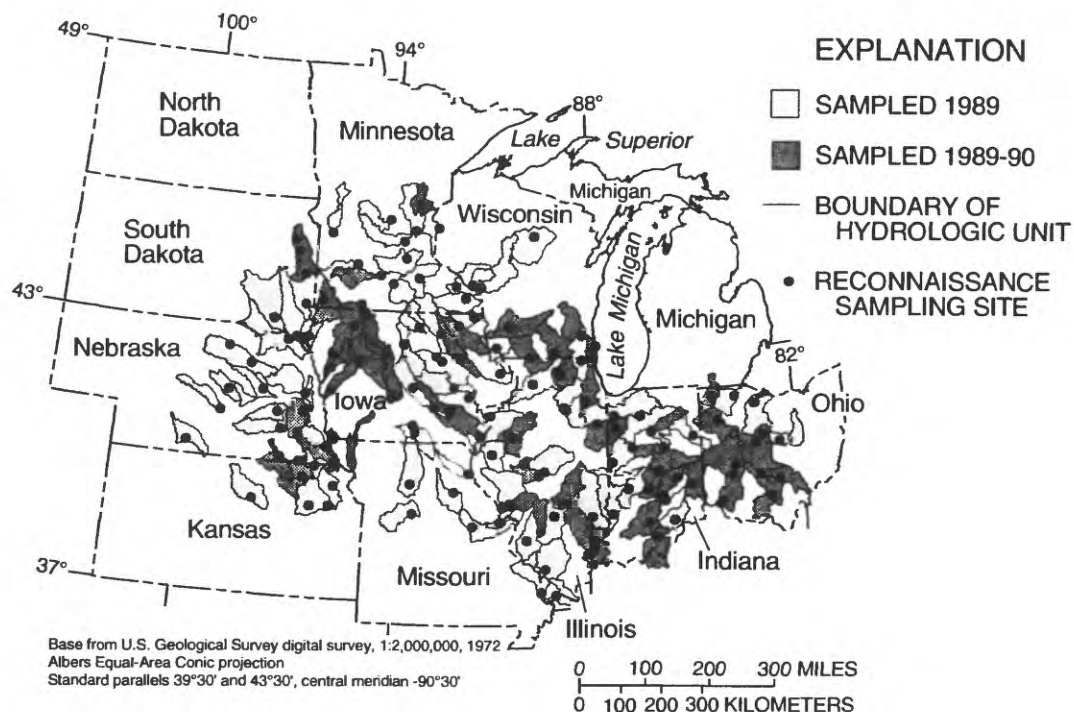 100°
49°
94°
EXPLANATION
North
Dakota
Minnesota
88°
Lake Superior
SAMPLED 1989
SAMPLED 1989-90
Michigan
Wisconsin
BOUNDARY OF
HYDROLOGIC UNIT
South
Dakota
RECONNAISSANCE
SAMPLING SITE
43°
Lake Michigan
Michigan
Nebraska
82°
Iowa
Ohio
Kansas
Indiana
37°
Missouri
Illinois
Base from U.S. Geological Survey digital survey, 1:2,000,000, 1972
Albers Equal-Area Conic projection
Standard parallels 39°30' and 43°30', central meridian -90°30'
0 100 200 300 MILES
0 100 200 300 KILOMETERS